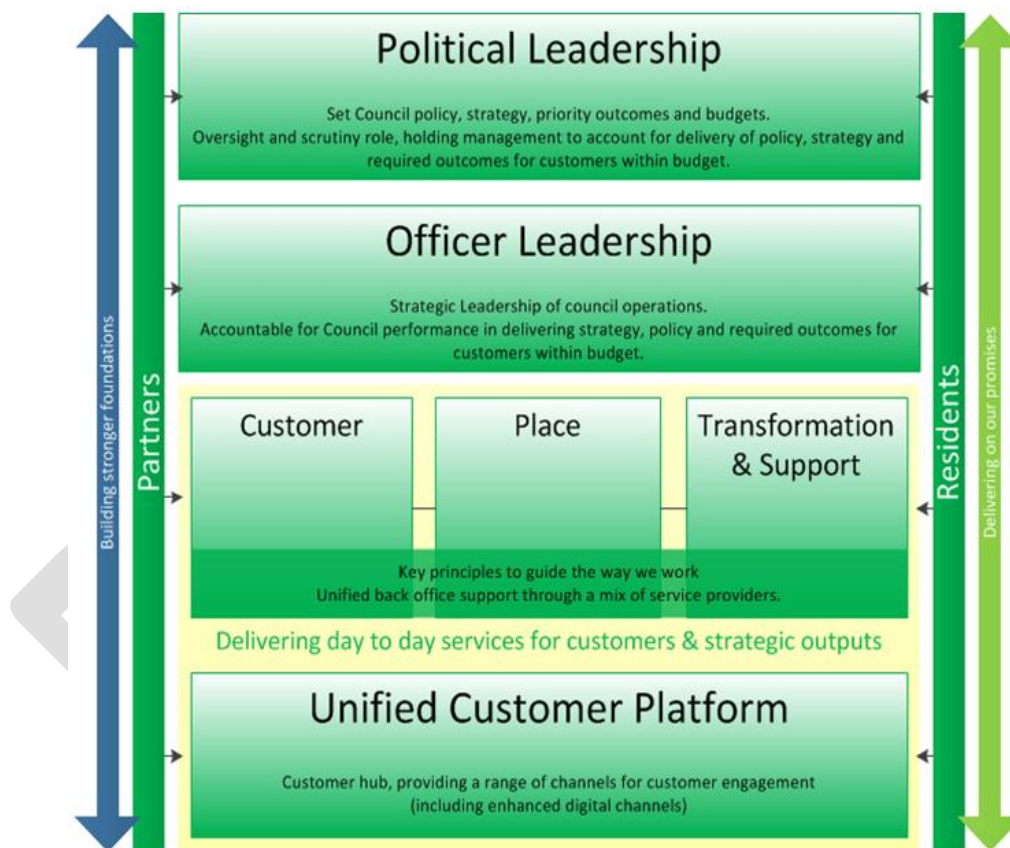 Political Leadership
Set Council policy, strategy, priority outcomes and budgets.
Oversight and scrutiny role, holding management to account for delivery of policy, strategy and
required outcomes for customers within budget.
Officer Leadership
Strategic Leadership of council operations.
Accountable for Council performance in delivering strategy, policy and required outcomes for
customers within budget.
Building stronger foundations
Partners
Customer
Place
Transformation
& Support
Key principles to guide the way we work
Unified back office support through a mix of service providers.
Delivering day to day services for customers & strategic outputs
Unified Customer Platform
Customer hub, providing a range of channels for customer engagement
(including enhanced digital channels)
Residents
Delivering on our promises